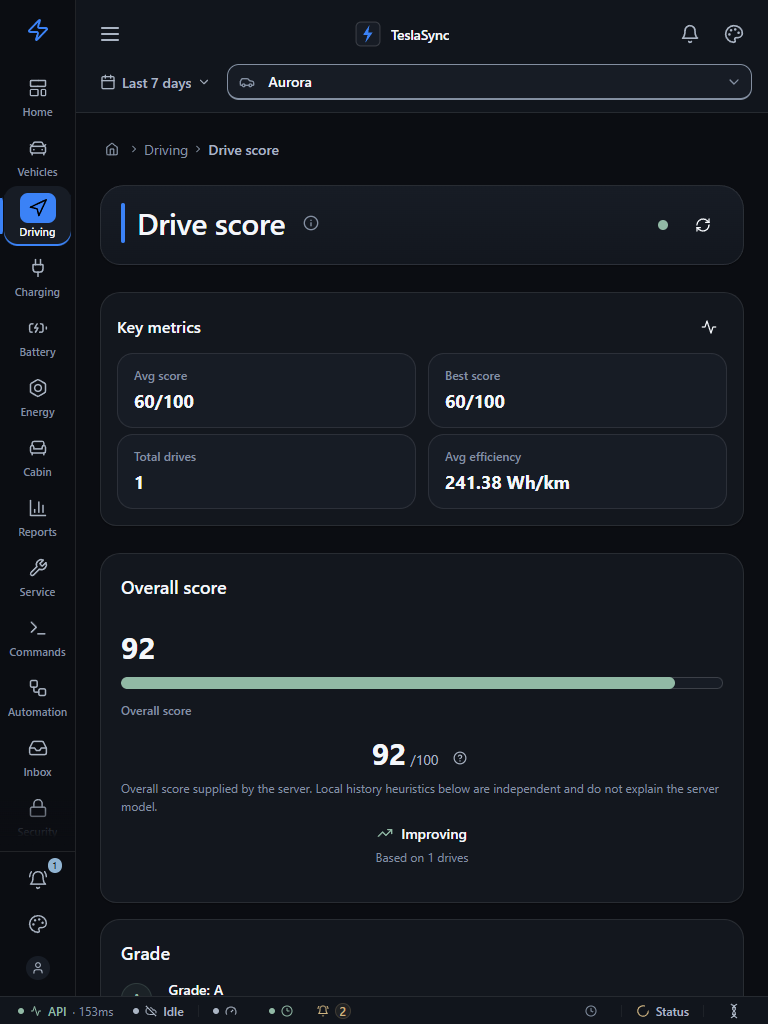 TeslaSync
Last 7 days
Aurora
Home
Vehicles
Driving
Charging
Battery
Energy
Cabin
Reports
Service
Commands
Automation
Inbox
Security
1
Driving
Drive score
Drive score
Key metrics
Avg score
60/100
Best score
60/100
Total drives
1
Avg efficiency
241.38 Wh/km
Overall score
92
Overall score
92 /100
Overall score supplied by the server. Local history heuristics below are independent and do not explain the server
model.
Improving
Based on 1 drives
Grade
Grade: A
API · 153ms
Idle
2
Status